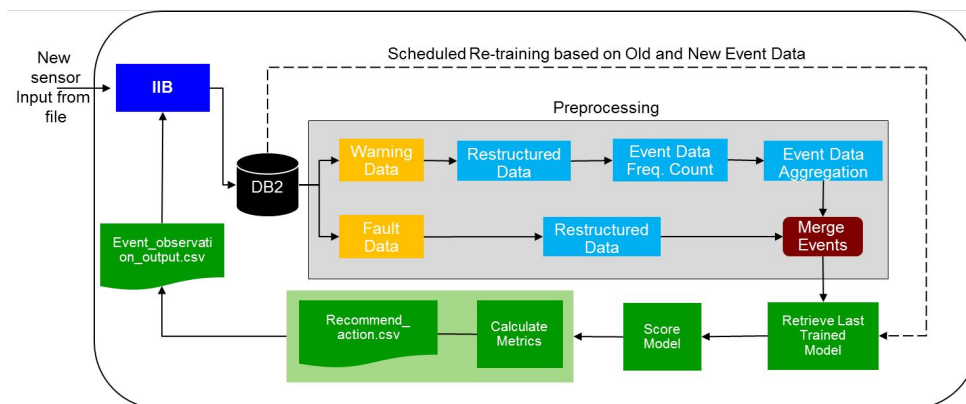 Scheduled Re-training based on Old and New Event Data
New
sensor
Input from
file
IIB
Preprocessing
DB2
Warning
Data
Restructured
Data
Event Data
Freq. Count
Event Data
Aggregation
Fault
Data
Restructured
Data
Merge
Events
Event_observati
on_output.csv
Recommend_
action.csv
Calculate
Metrics
Score
Model
Retrieve Last
Trained
Model